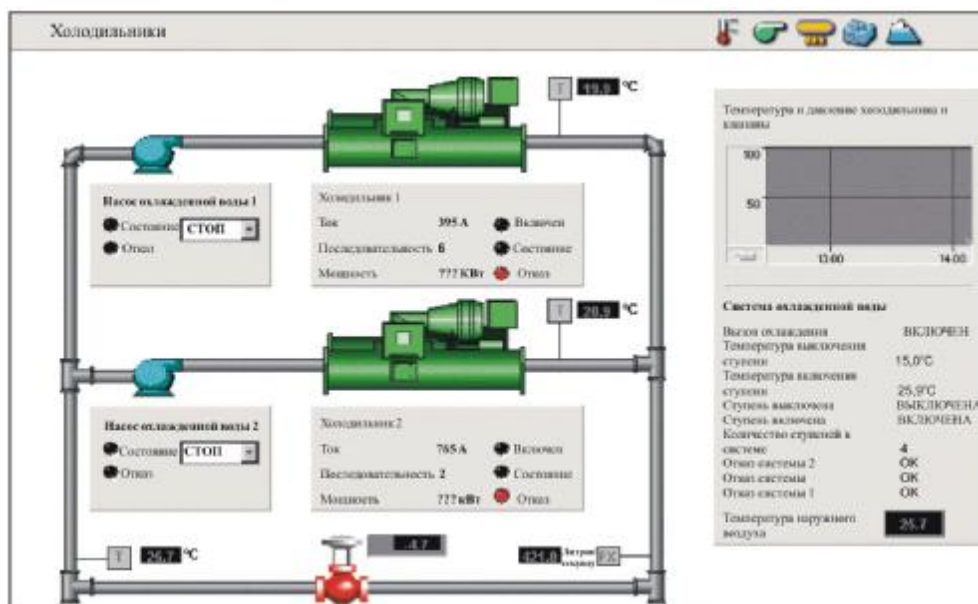 Холодильники
T 19.9 °C
Насос охлажденной воды 1
Состояние СТОП
Отказ
Холодильник 1
Ток 395 А Включен
Последовательность 6 Состояние
Мощность ??? КВт Отказ
T 20.9 °C
Насос охлажденной воды 2
Состояние СТОП
Отказ
Холодильник 2
Ток 765 А Включен
Последовательность 2 Состояние
Мощность ??? кВт Отказ
T 26.7 °C
421.0
FX
Температура и давление холодильника и
клапаны
100
50
13:00 14:00
Система охлажденной воды
Вызов охлаждения ВКЛЮЧЕН
Температура выключения
ступени 15,0°C
Температура включения
ступени 25,9°C
Ступень выключена ВЫКЛЮЧЕНА
Ступень включена ВКЛЮЧЕНА
Количество ступеней в
системе 4
Отказ системы 2 OK
Отказ системы OK
Отказ системы 1 OK
Температура наружного
воздуха 25.7